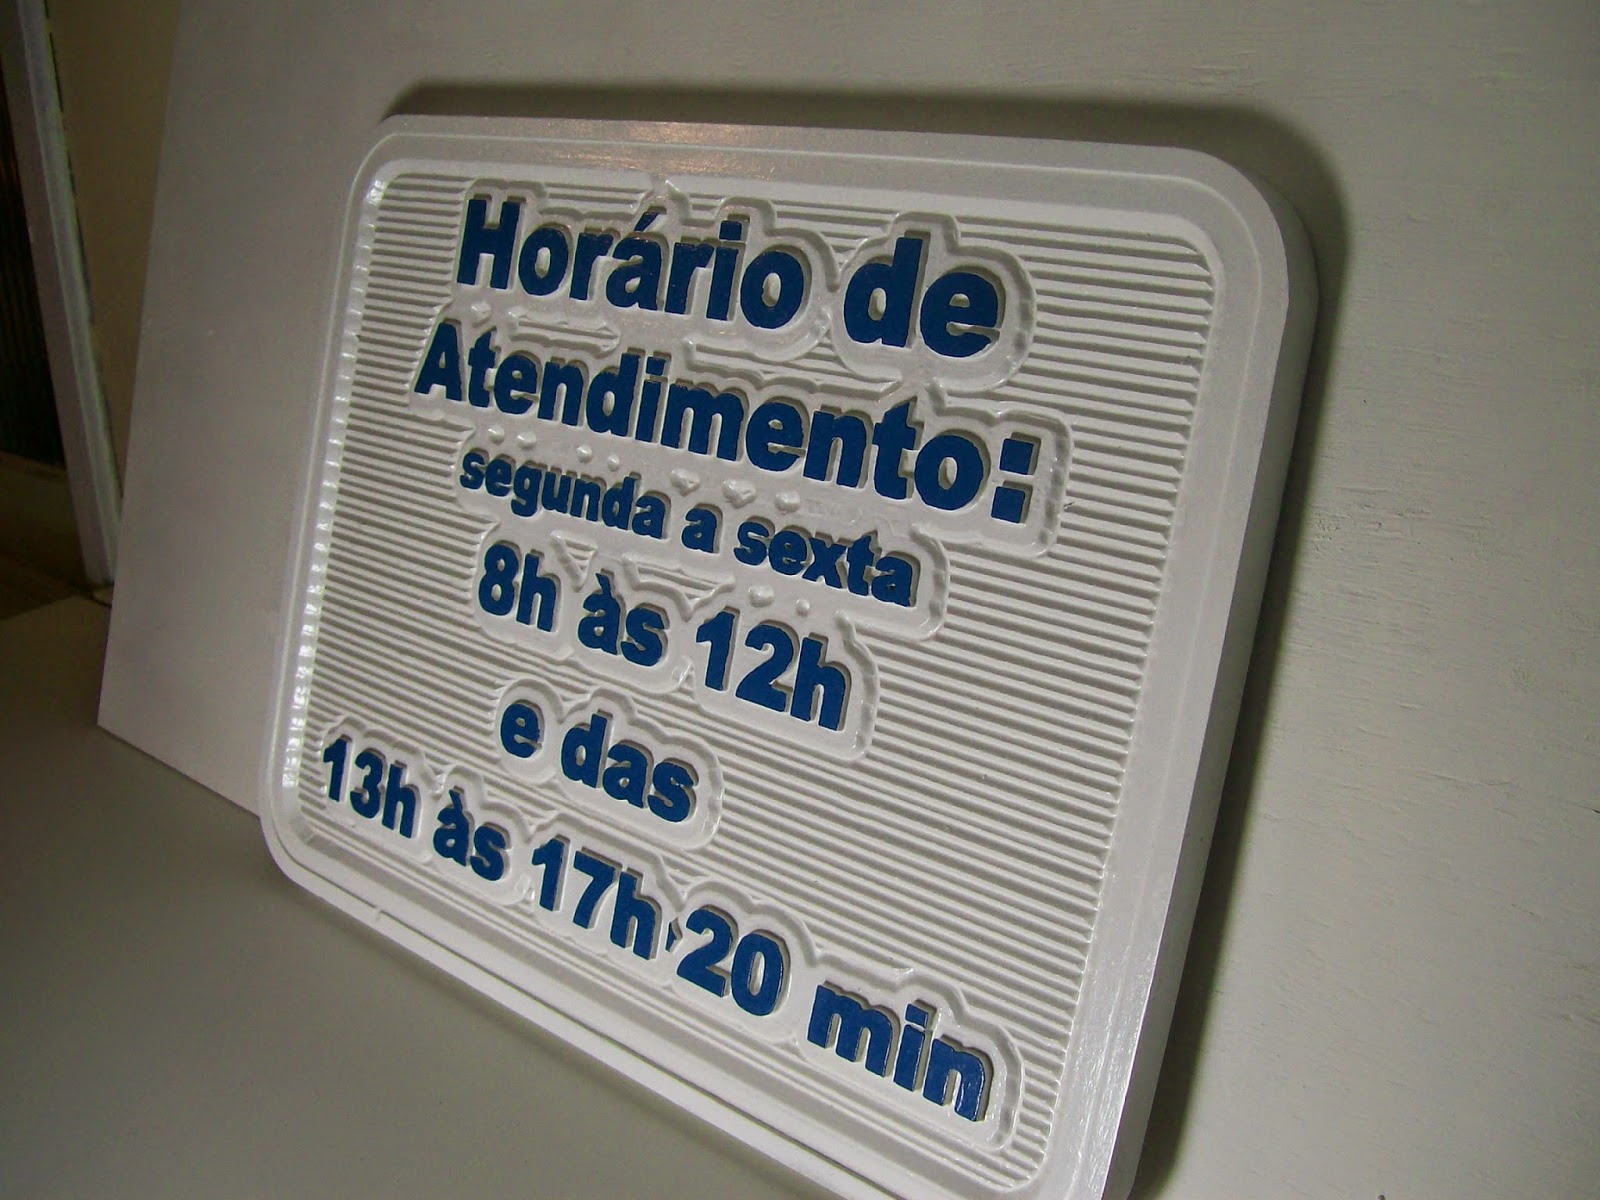 Horário de
Atendimento:
segunda a sexta
8h às 12h
e das
13h às 17h:20 min